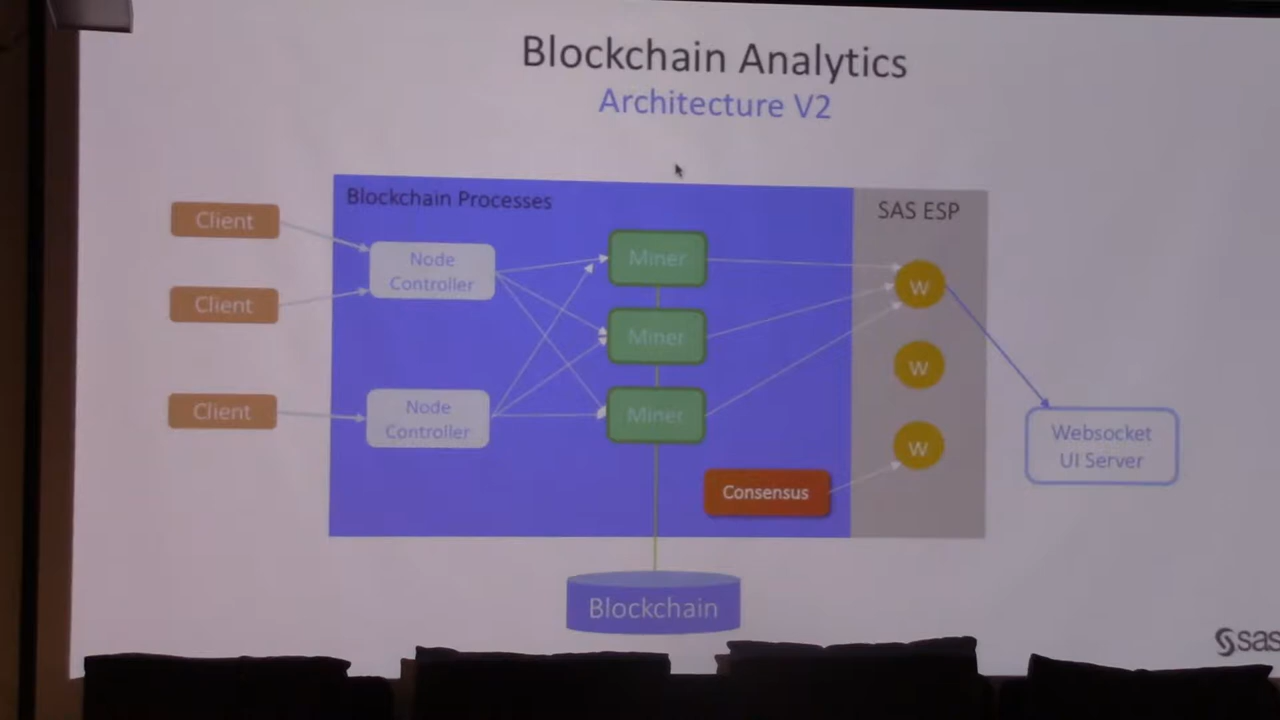 Blockchain Analytics
Architecture V2
Blockchain Processes
SAS ESP
Client
Client
Client
Node
Controller
Node
Controller
Miner
Miner
Miner
W
W
W
Consensus
Websocket
UI Server
Blockchain
sas